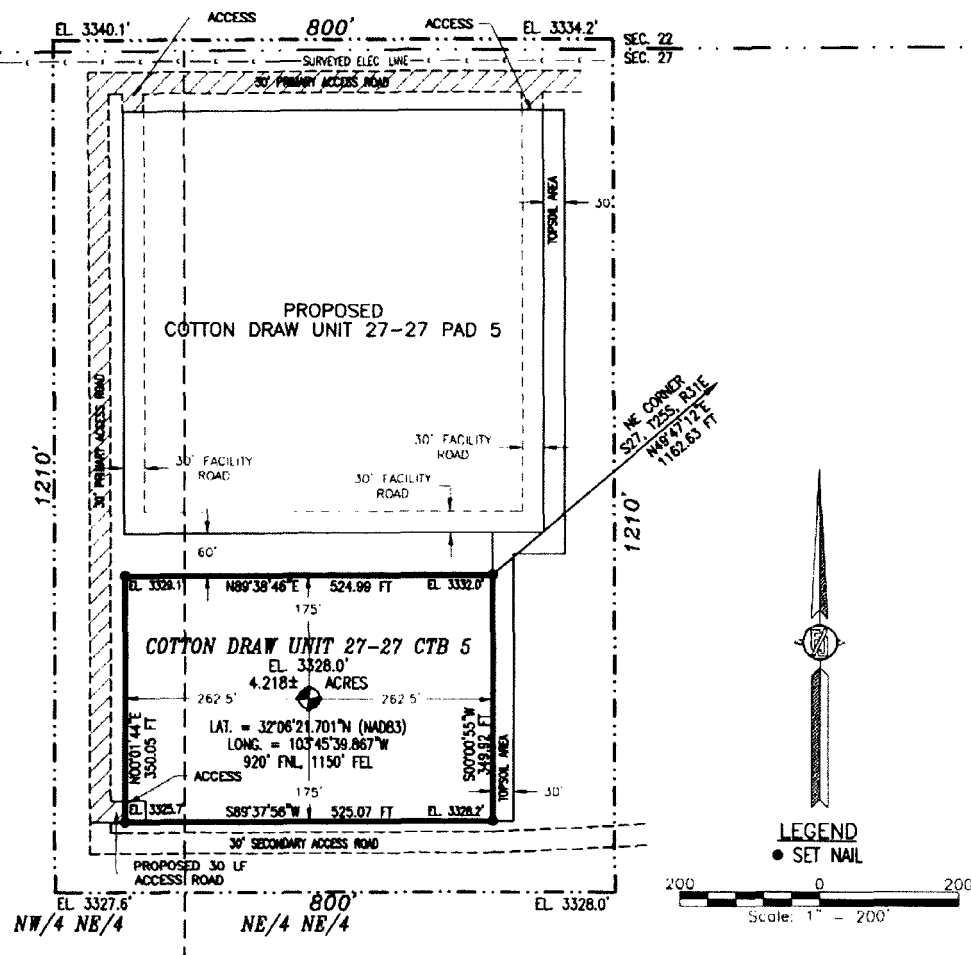 ACCESS
ACCESS
EL. 3340.1'
800'
EL. 3334.2'
SEC. 22
SEC. 27
SURVEYED ELEC LINE
30' PRIMARY ACCESS ROAD
TOPSOIL AREA
30'
PROPOSED
COTTON DRAW UNIT 27-27 PAD 5
NE CORNER
S27, T25S, R31E
N49°47'12"E
1162.63 FT
30' PRIMARY ACCESS ROAD
1210'
30' FACILITY
ROAD
30' FACILITY
ROAD
30' FACILITY
ROAD
1210'
60'
EL. 3329.1'
N89°38'46"E 524.99 FT
EL. 3332.0'
175'
COTTON DRAW UNIT 27-27 CTB 5
EL. 3328.0'
4.218± ACRES
262.5'
262.5'
LAT. = 32°06'21.701"N (NAD83)
LONG. = 103°45'39.867"W
920' FNL, 1150' FEL
N00°01'44"E
350.05 FT
S00°00'55"W
349.92 FT
TOPSOIL AREA
ACCESS
175'
30'
EL. 3325.7'
S89°37'56"W 525.07 FT
EL. 3328.2'
30' SECONDARY ACCESS ROAD
PROPOSED 30 LF
ACCESS ROAD
EL. 3327.6'
800'
EL. 3328.0'
NW/4 NE/4
NE/4 NE/4
LEGEND
● SET NAIL
200 0 200
Scale: 1" = 200'